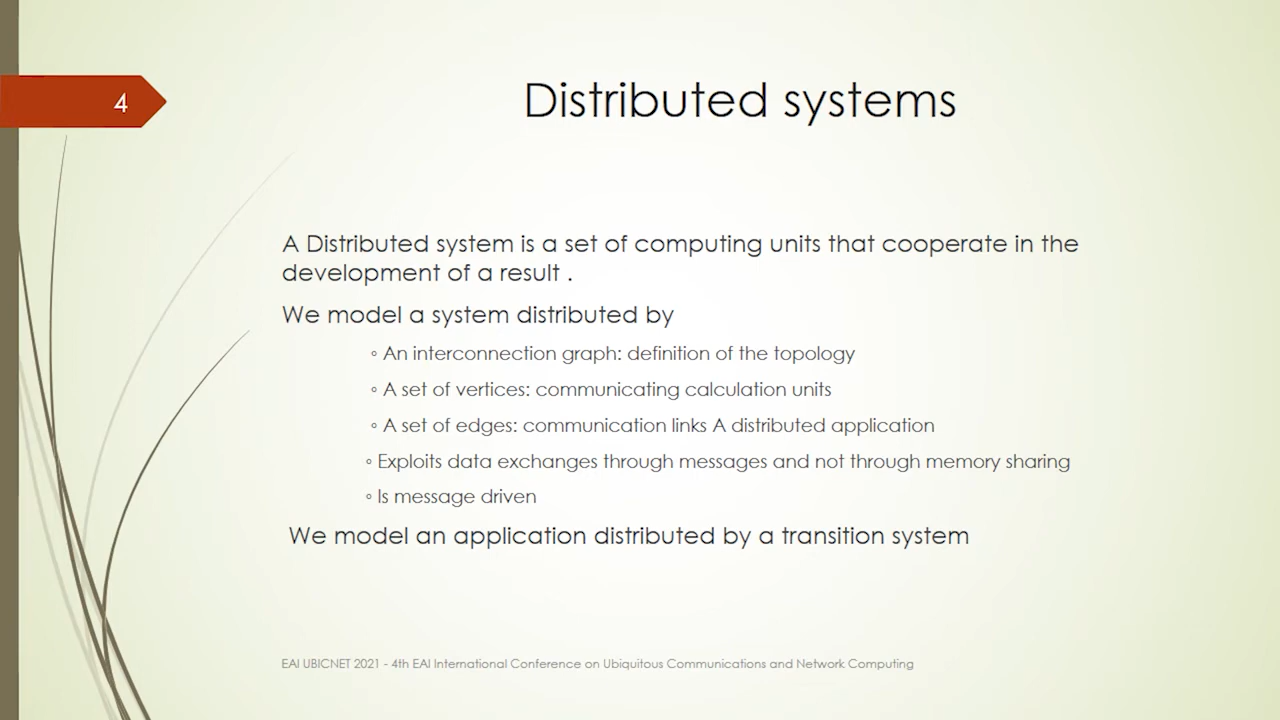 4
Distributed systems
A Distributed system is a set of computing units that cooperate in the
development of a result .
We model a system distributed by
◦ An interconnection graph: definition of the topology
◦ A set of vertices: communicating calculation units
◦ A set of edges: communication links A distributed application
◦ Exploits data exchanges through messages and not through memory sharing
◦ Is message driven
We model an application distributed by a transition system
EAI UBICNET 2021 - 4th EAI International Conference on Ubiquitous Communications and Network Computing